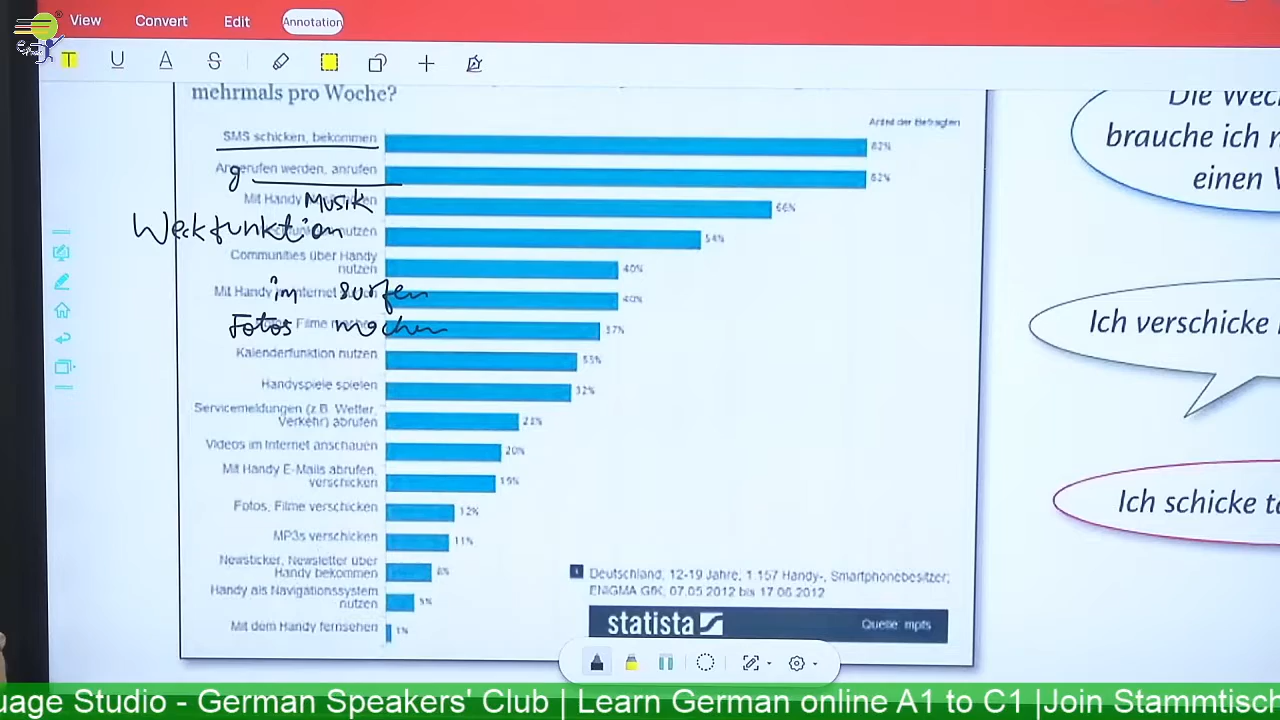 View Convert Edit Annotation
T U A S
mehrmals pro Woche?
Anteil der Befragten
SMS schicken, bekommen 82%
Angerufen werden, anrufen 82%
g
Mit Handy Musik 66%
Weckfunktion nutzen 54%
Communities über Handy
nutzen 40%
Mit Handy im Internet surfen 40%
Fotos Filme machen 37%
Kalenderfunktion nutzen 33%
Handyspiele spielen 32%
Servicemeldungen (z.B. Wetter,
Verkehr) abrufen 23%
Videos im Internet anschauen 20%
Mit Handy E-Mails abrufen,
verschicken 19%
Fotos, Filme verschicken 12%
MP3s verschicken 11%
Newsticker, Newsletter über
Handy bekommen 8%
Handy als Navigationssystem
nutzen 5%
Mit dem Handy fernsehen 1%
Deutschland; 12-19 Jahre; 1.157 Handy-, Smartphonebesitzer;
ENIGMA GfK; 07.05.2012 bis 17.06.2012
statista Quelle: mpfs
Die Wec
brauche ich
einen
Ich verschicke
Ich schicke
uage Studio - German Speakers' Club | Learn German online A1 to C1 |Join Stammtisch